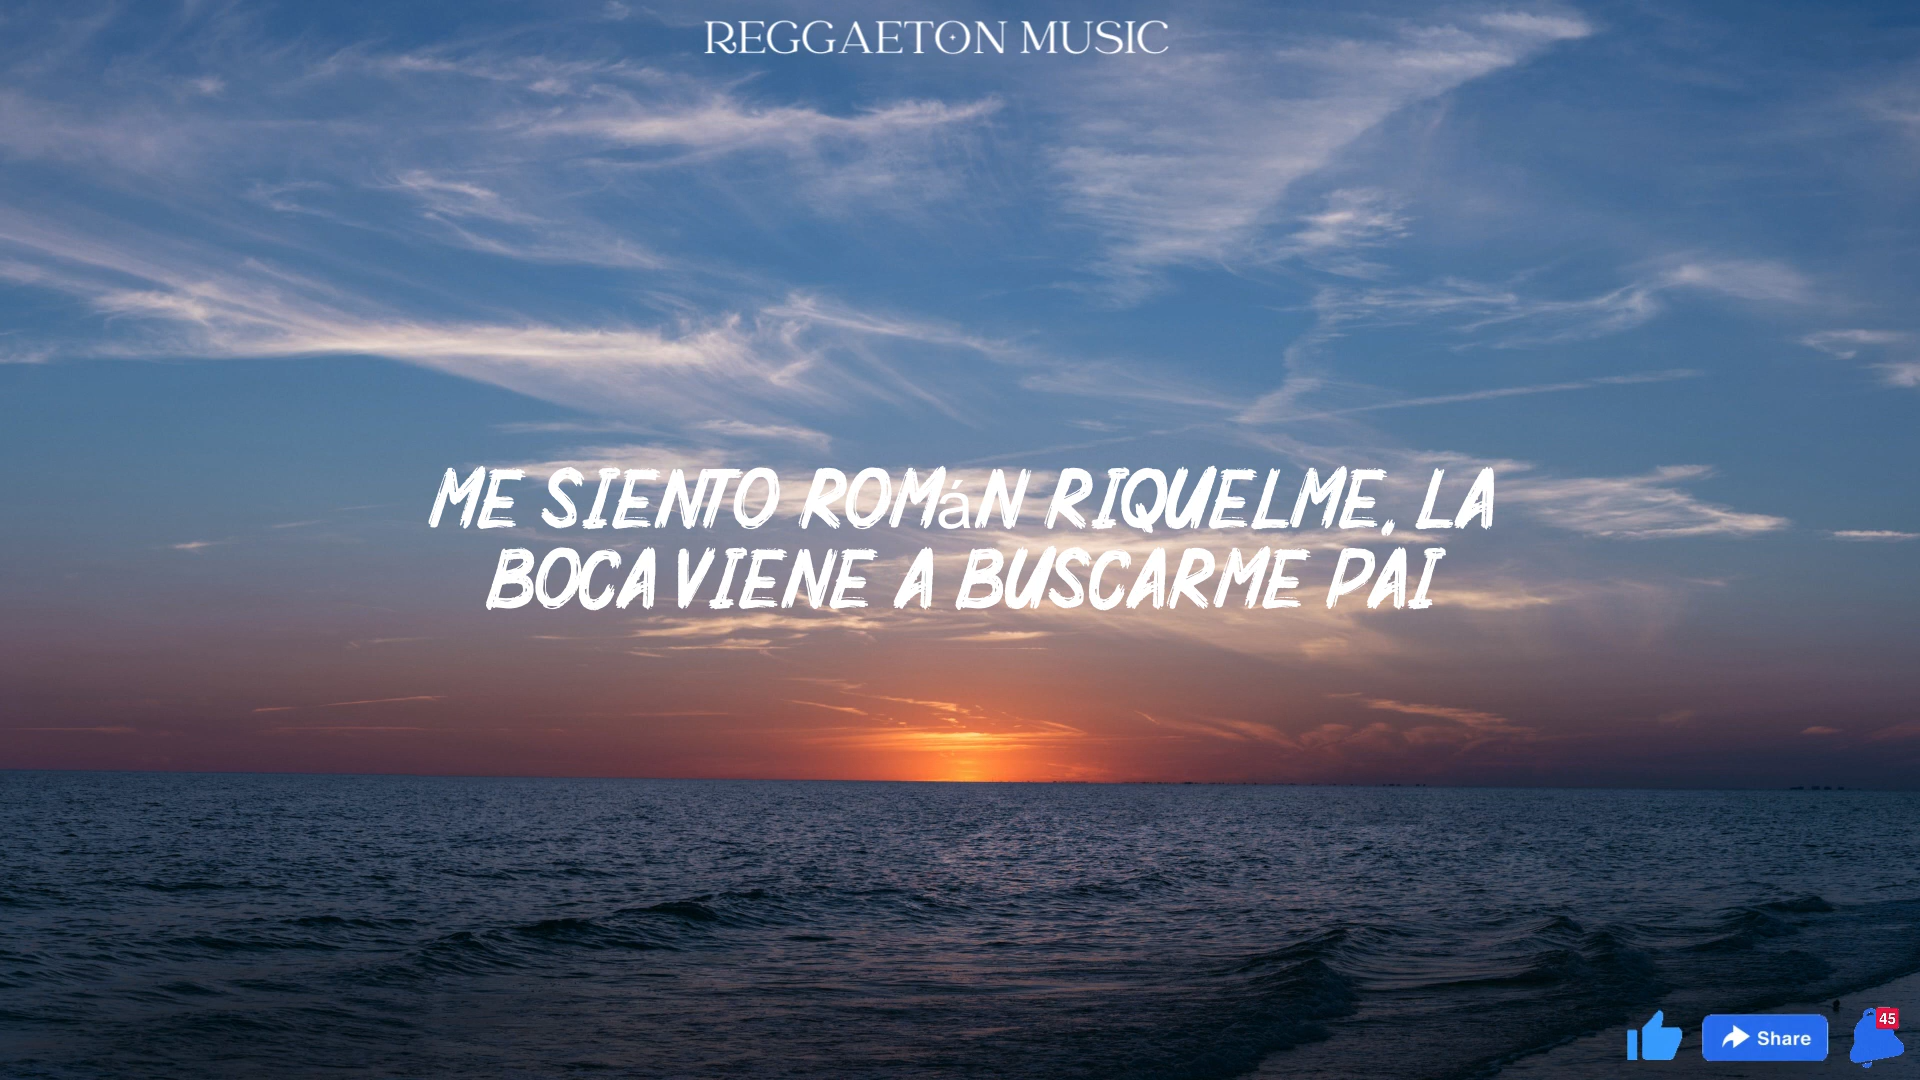 REGGAETON MUSIC
ME SIENTO ROMáN RIQUELME, LA
BOCA VIENE A BUSCARME PAI
45
Share